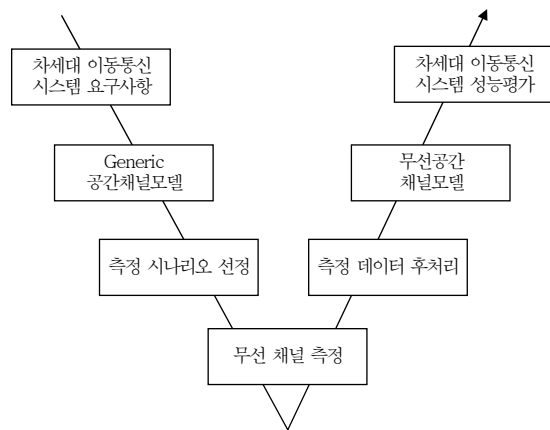 차세대 이동통신
시스템 요구사항
차세대 이동통신
시스템 성능평가
Generic
공간채널모델
무선공간
채널모델
측정 시나리오 선정
측정 데이터 후처리
무선 채널 측정